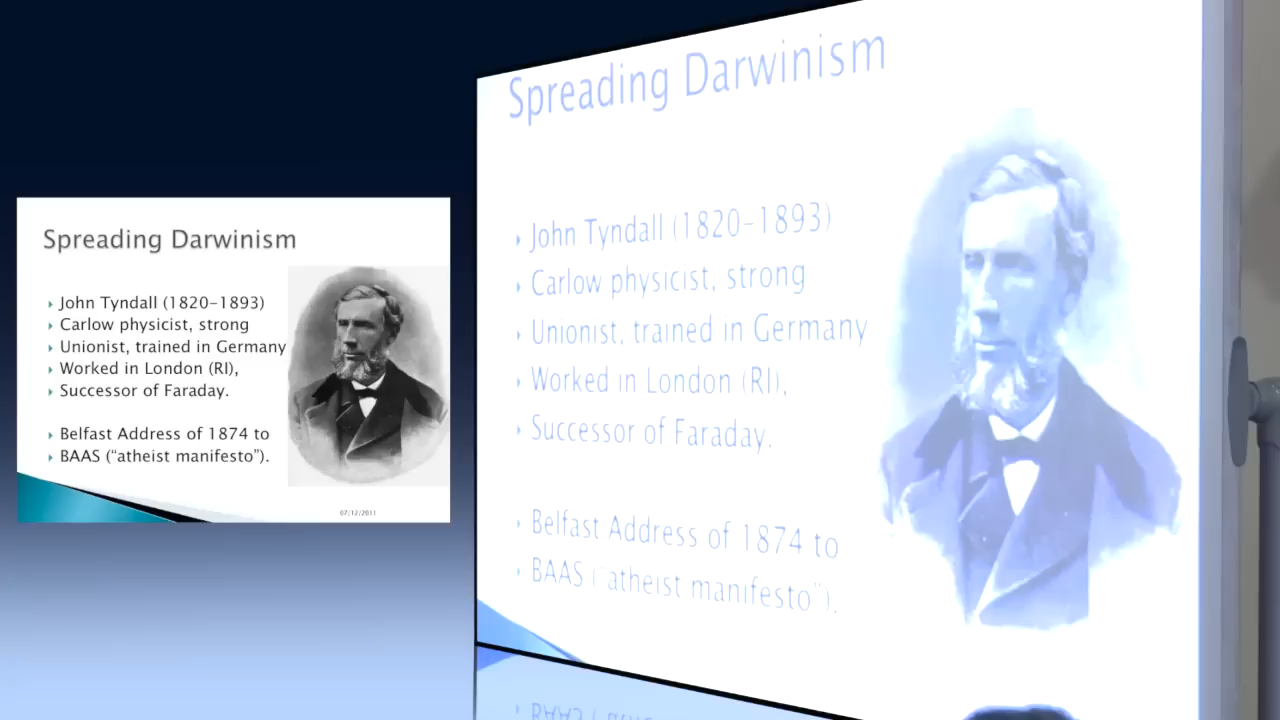 Spreading Darwinism
John Tyndall (1820–1893)
Carlow physicist, strong
Unionist, trained in Germany
Worked in London (RI),
Successor of Faraday.
Belfast Address of 1874 to
BAAS (“atheist manifesto”).
07/12/2011
Spreading Darwinism
John Tyndall (1820–1893)
Carlow physicist, strong
Unionist, trained in Germany
Worked in London (RI),
Successor of Faraday.
Belfast Address of 1874 to
BAAS (“atheist manifesto”).